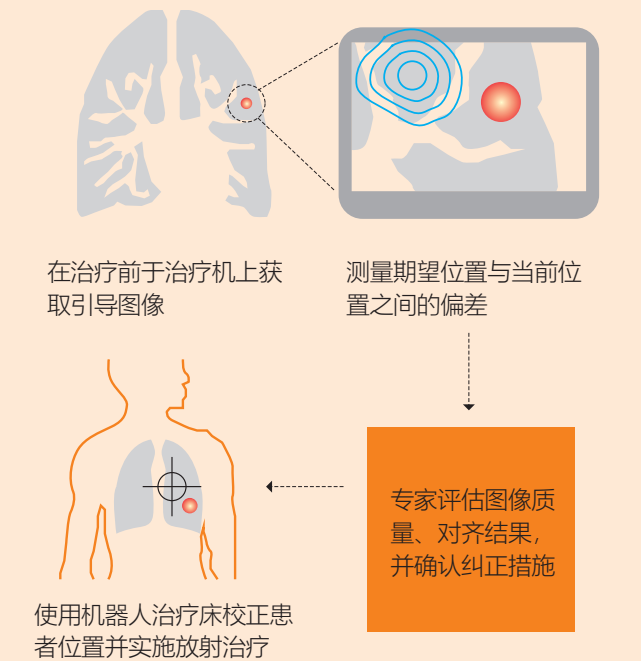 在治疗前于治疗机上获
取引导图像
测量期望位置与当前位
置之间的偏差
专家评估图像质
量、对齐结果，
并确认纠正措施
使用机器人治疗床校正患
者位置并实施放射治疗